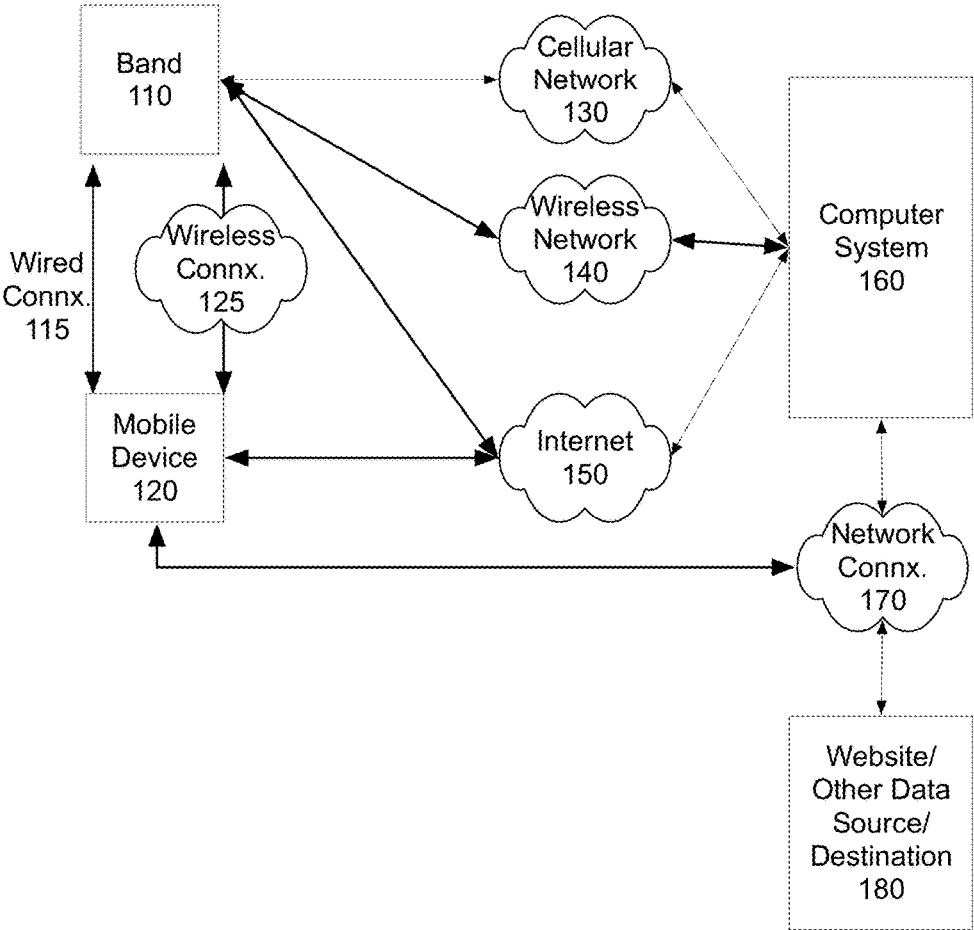 Band
110
Cellular
Network
130
Wireless
Network
140
Computer
System
160
Wired
Connx.
115
Wireless
Connx.
125
Mobile
Device
120
Internet
150
Network
Connx.
170
Website/
Other Data
Source/
Destination
180